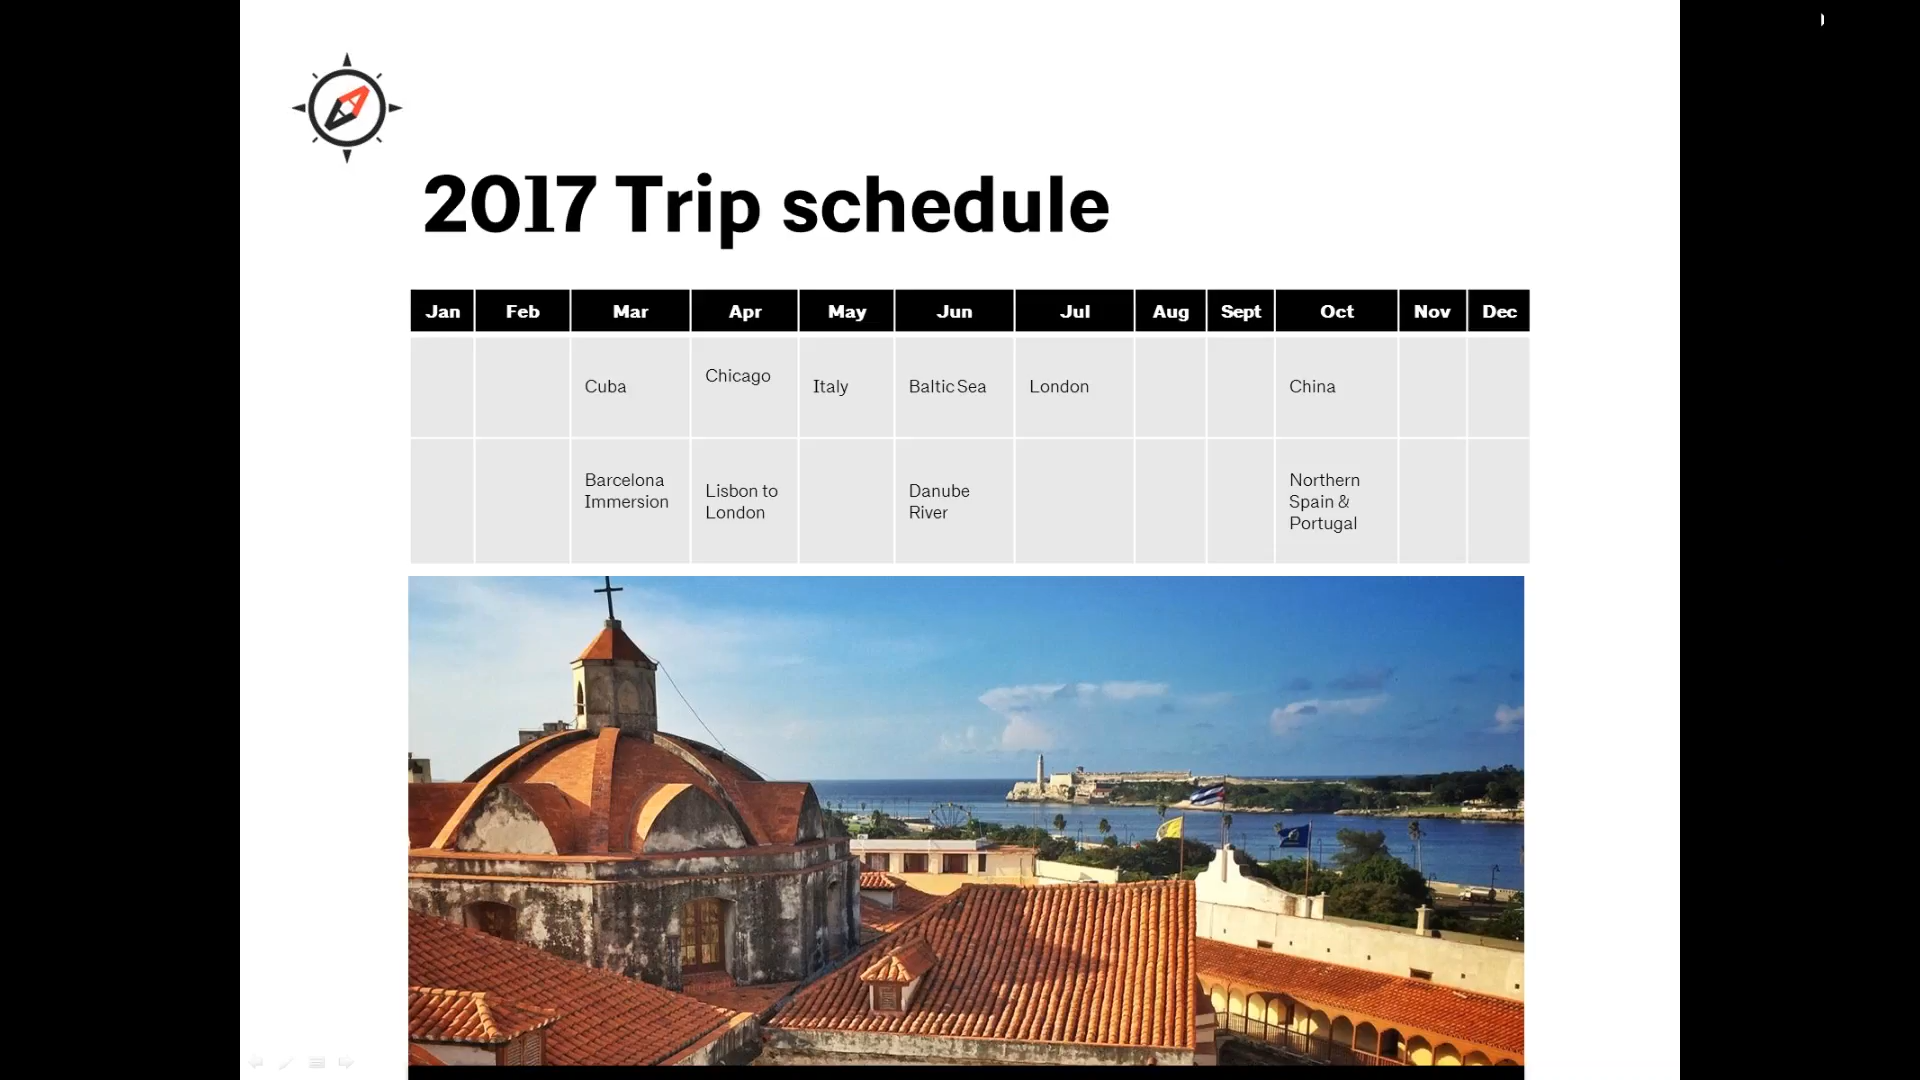 2017 Trip schedule
Jan Feb Mar Apr May Jun Jul Aug Sept Oct Nov Dec
Cuba Chicago Italy Baltic Sea London China
Barcelona Immersion Lisbon to London Danube River Northern Spain & Portugal